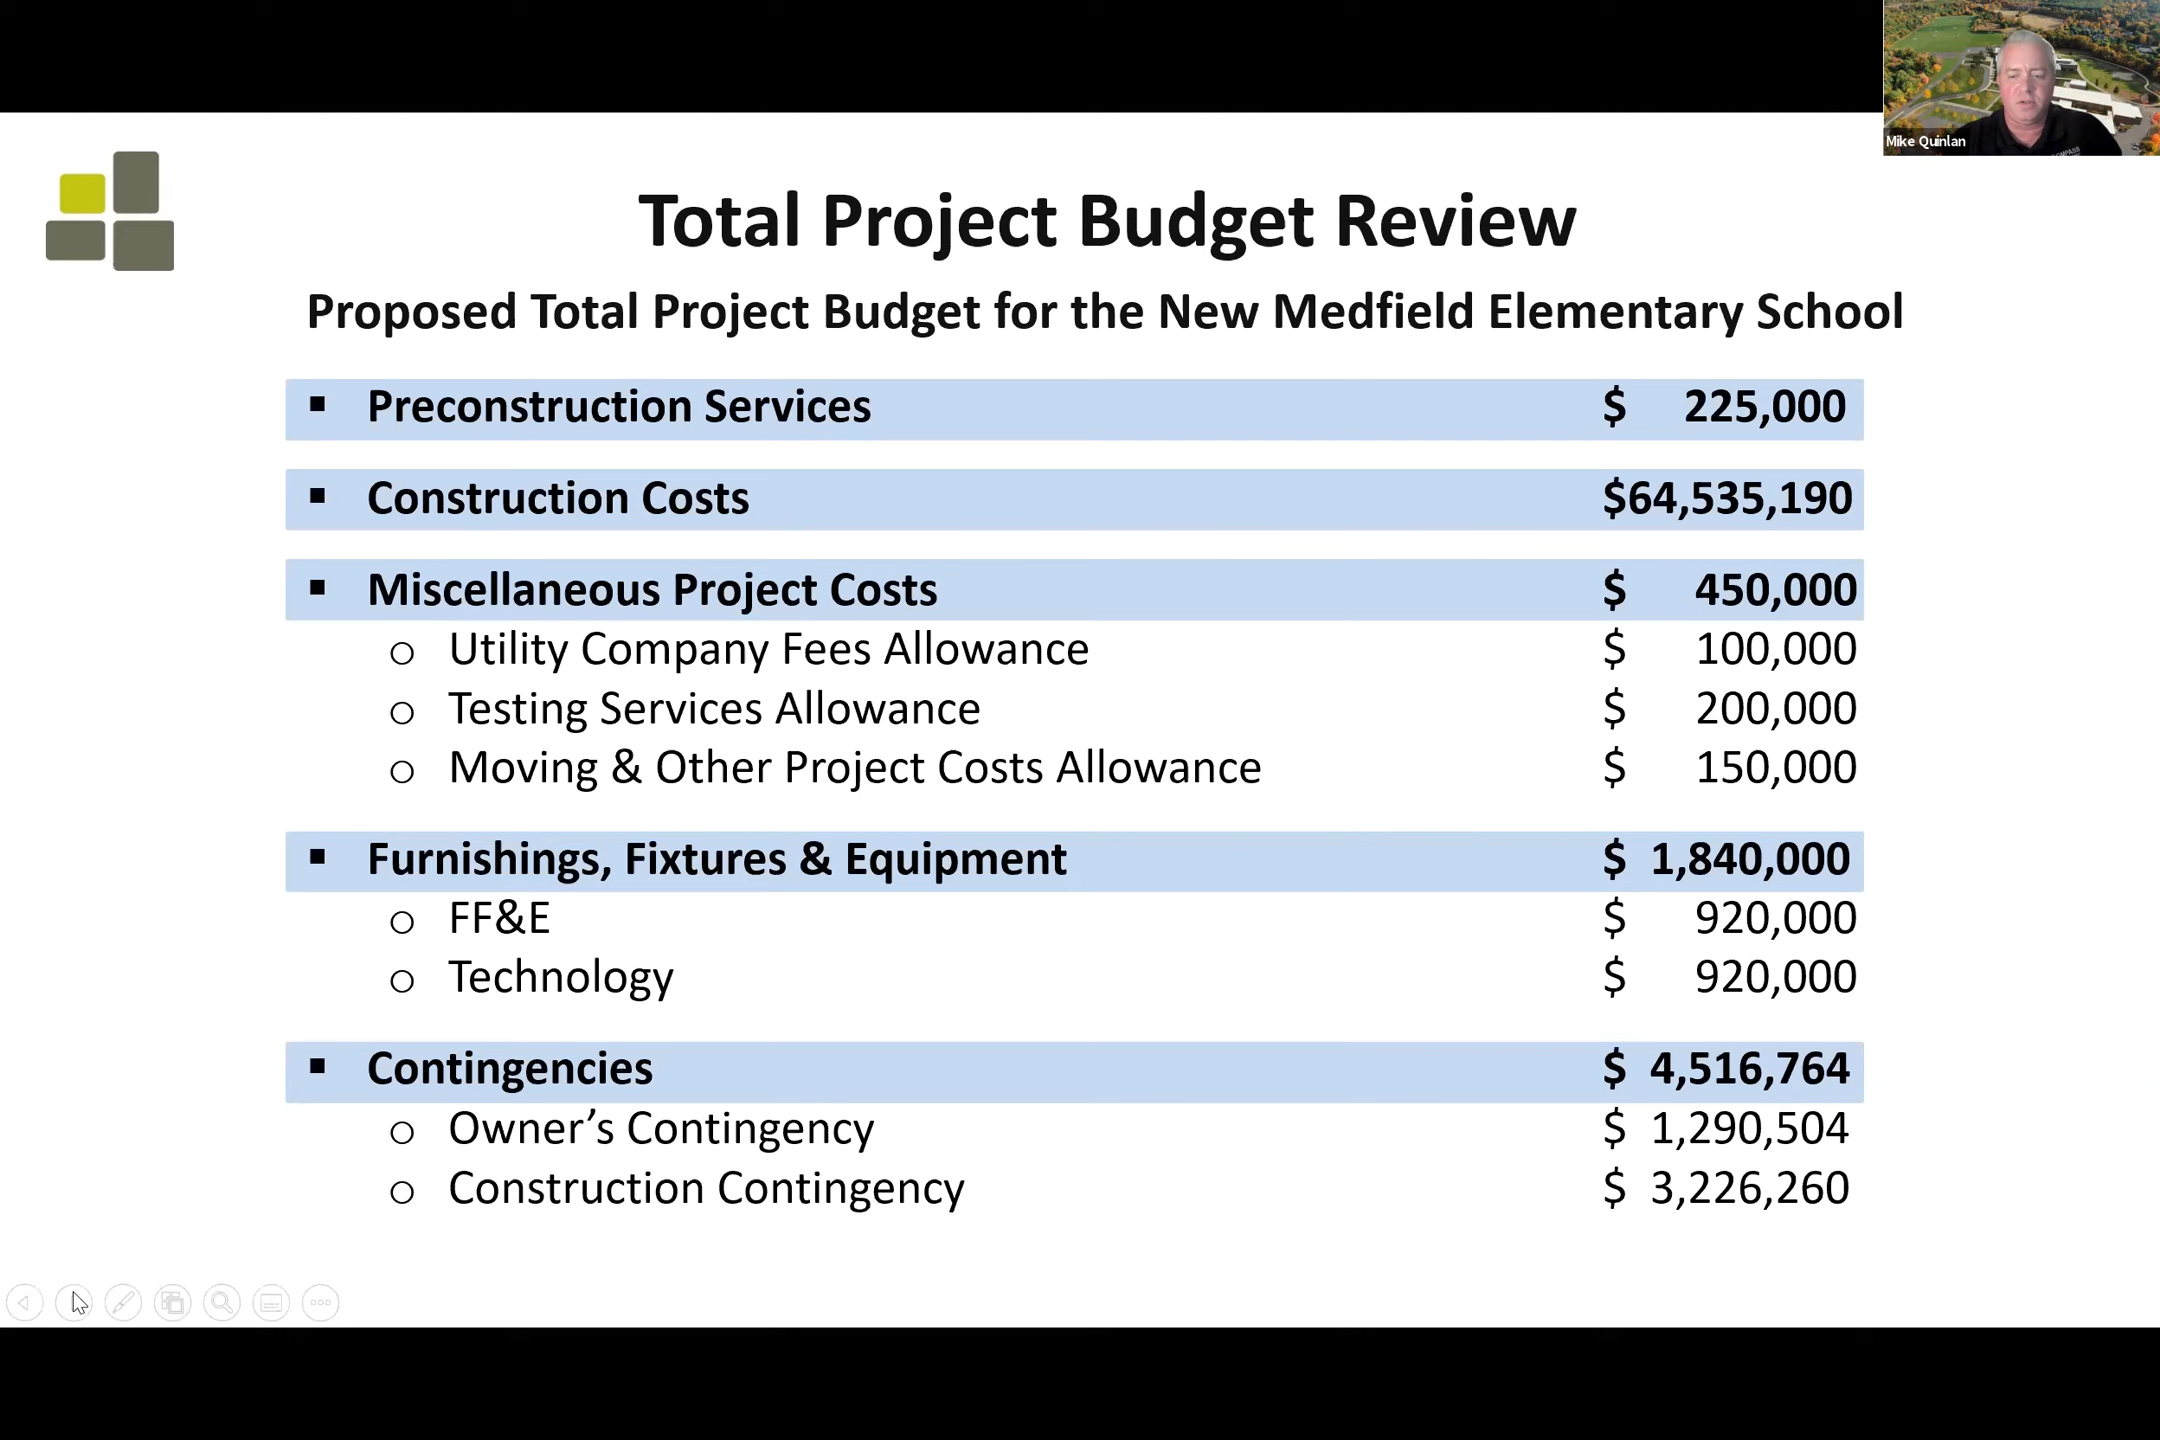 Mike Quinlan
Total Project Budget Review
Proposed Total Project Budget for the New Medfield Elementary School
▪ Preconstruction Services $ 225,000
▪ Construction Costs $64,535,190
▪ Miscellaneous Project Costs $ 450,000
o Utility Company Fees Allowance $ 100,000
o Testing Services Allowance $ 200,000
o Moving & Other Project Costs Allowance $ 150,000
▪ Furnishings, Fixtures & Equipment $ 1,840,000
o FF&E $ 920,000
o Technology $ 920,000
▪ Contingencies $ 4,516,764
o Owner’s Contingency $ 1,290,504
o Construction Contingency $ 3,226,260